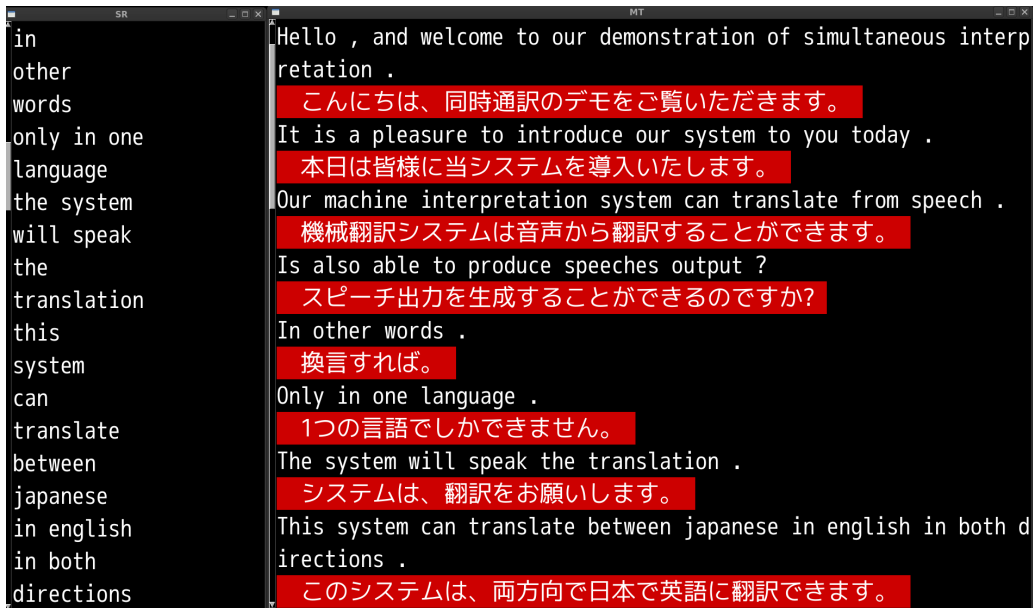 SR
in
other
words
only in one
language
the system
will speak
the
translation
this
system
can
translate
between
japanese
in english
in both
directions
MT
Hello , and welcome to our demonstration of simultaneous interp
retation .
こんにちは、同時通訳のデモをご覧いただきます。
It is a pleasure to introduce our system to you today .
本日は皆様に当システムを導入いたします。
Our machine interpretation system can translate from speech .
機械翻訳システムは音声から翻訳することができます。
Is also able to produce speeches output ?
スピーチ出力を生成することができるのですか?
In other words .
換言すれば。
Only in one language .
1つの言語でしかできません。
The system will speak the translation .
システムは、翻訳をお願いします。
This system can translate between japanese in english in both d
irections .
このシステムは、両方向で日本で英語に翻訳できます。